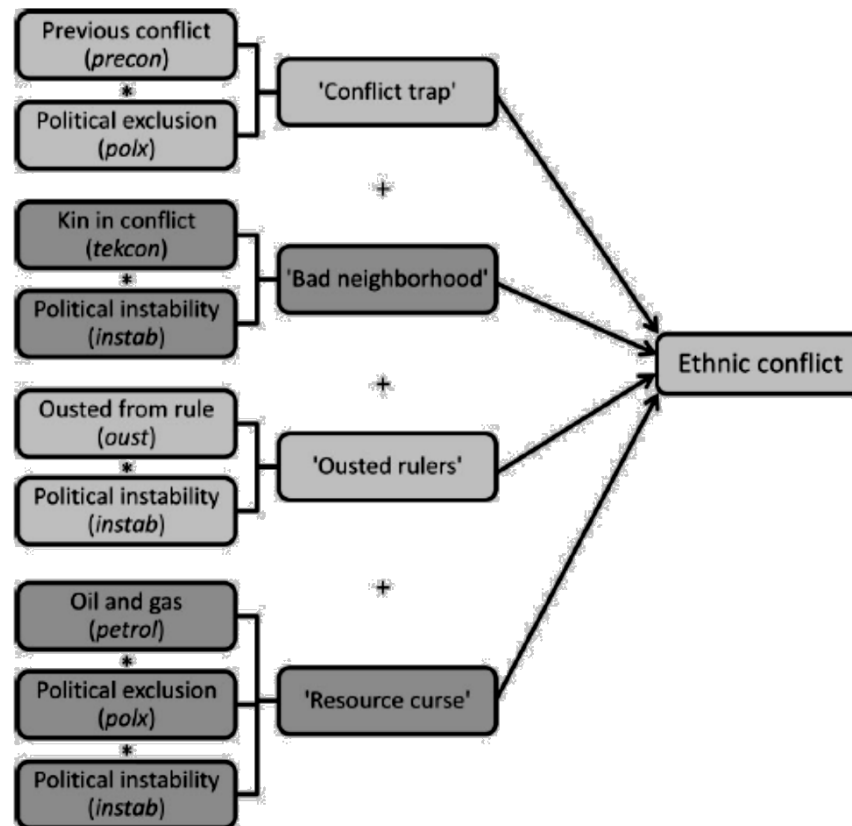 Previous conflict
(precon)
*
Political exclusion
(polx)
'Conflict trap'
+
Kin in conflict
(tekcon)
*
Political instability
(instab)
'Bad neighborhood'
+
Ousted from rule
(oust)
*
Political instability
(instab)
'Ousted rulers'
+
Oil and gas
(petrol)
*
Political exclusion
(polx)
*
Political instability
(instab)
'Resource curse'
Ethnic conflict